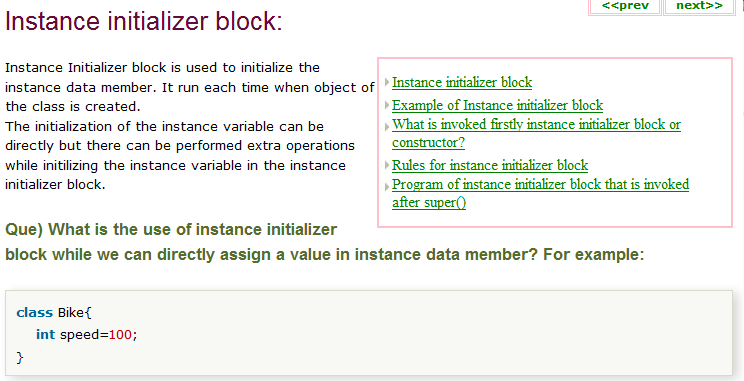 <<prev next>>
Instance initializer block:
Instance Initializer block is used to initialize the
instance data member. It run each time when object of
the class is created.
The initialization of the instance variable can be
directly but there can be performed extra operations
while initilizing the instance variable in the instance
initializer block.
Instance initializer block
Example of Instance initializer block
What is invoked firstly instance initializer block or
constructor?
Rules for instance initializer block
Program of instance initializer block that is invoked
after super()
Que) What is the use of instance initializer
block while we can directly assign a value in instance data member? For example:
class Bike{
int speed=100;
}